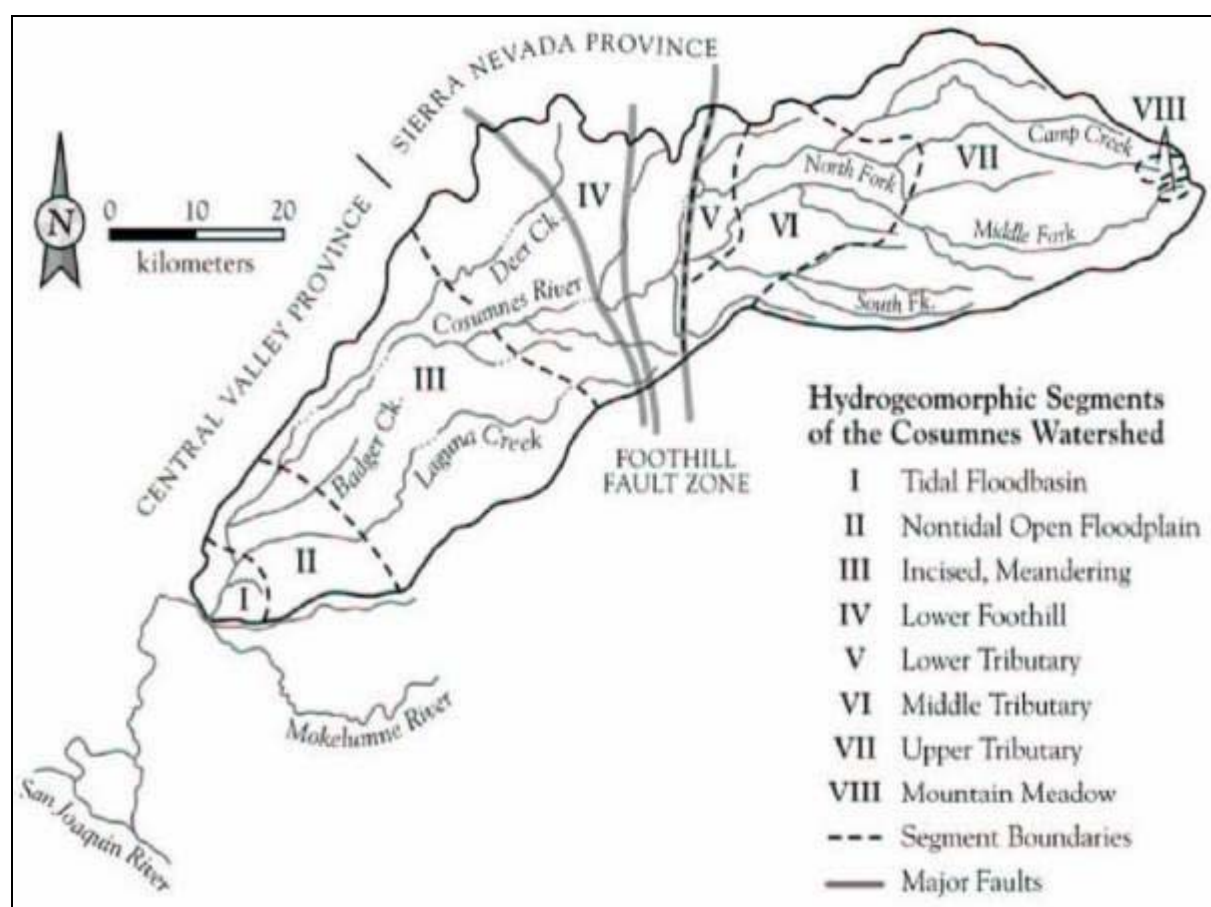 SIERRA NEVADA PROVINCE
CENTRAL VALLEY PROVINCE
N
0 10 20
kilometers
VIII
Camp Creek
VII
North Fork
Middle Fork
South Fk.
VI
V
IV
Deer Ck.
Cosumnes River
III
Badger Ck.
Laguna Creek
II
I
FOOTHILL
FAULT ZONE
Mokelumne River
San Joaquin River
Hydrogeomorphic Segments
of the Cosumnes Watershed
I Tidal Floodbasin
II Nontidal Open Floodplain
III Incised, Meandering
IV Lower Foothill
V Lower Tributary
VI Middle Tributary
VII Upper Tributary
VIII Mountain Meadow
Segment Boundaries
Major Faults